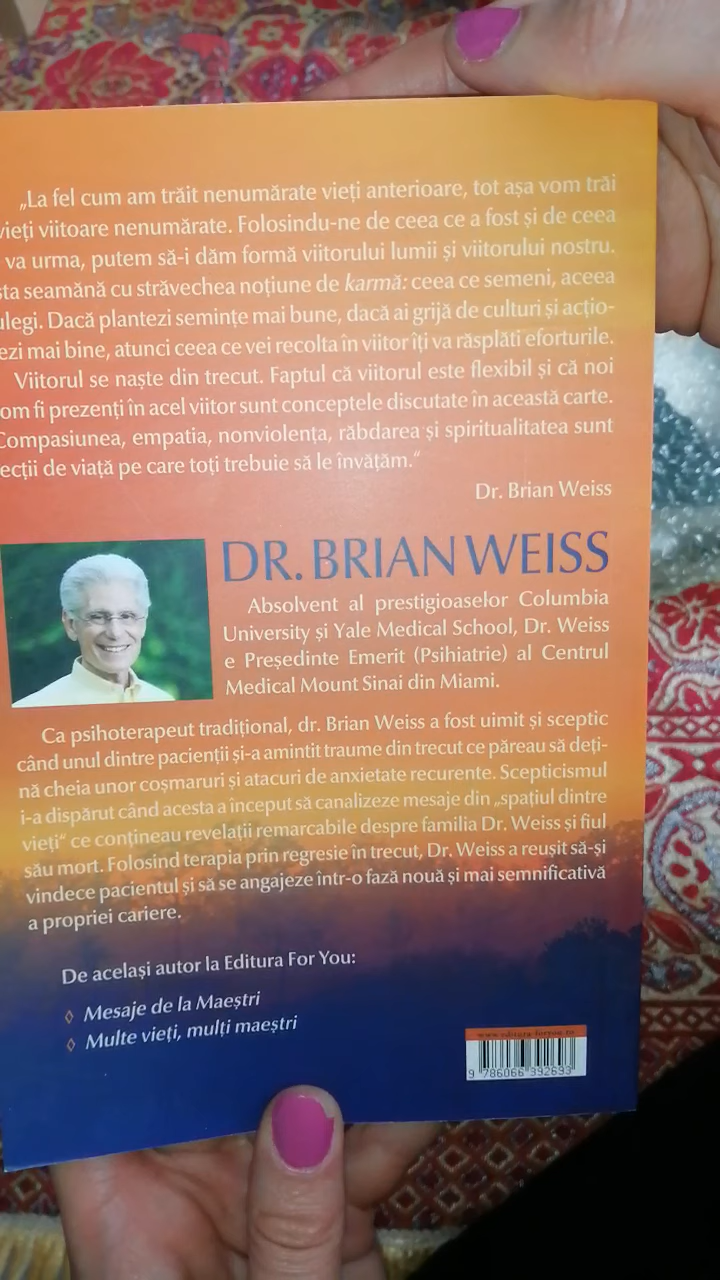 „La fel cum am trăit nenumărate vieți anterioare, tot așa vom trăi
vieți viitoare nenumărate. Folosindu-ne de ceea ce a fost și de ceea
va urma, putem să-i dăm formă viitorului lumii și viitorului nostru.
sta seamănă cu străvechea noțiune de karmă: ceea ce semeni, aceea
ulegi. Dacă plantezi semințe mai bune, dacă ai grijă de culturi și acțio-
ezi mai bine, atunci ceea ce vei recolta în viitor îți va răsplăti eforturile.
Viitorul se naște din trecut. Faptul că viitorul este flexibil și că noi
om fi prezenți în acel viitor sunt conceptele discutate în această carte.
Compasiunea, empatia, nonviolența, răbdarea și spiritualitatea sunt
ecții de viață pe care toți trebuie să le învățăm.“
Dr. Brian Weiss
DR. BRIAN WEISS
Absolvent al prestigioaselor Columbia
University și Yale Medical School, Dr. Weiss
e Președinte Emerit (Psihiatrie) al Centrul
Medical Mount Sinai din Miami.
Ca psihoterapeut tradițional, dr. Brian Weiss a fost uimit și sceptic
când unul dintre pacienții și-a amintit traume din trecut ce păreau să deți-
nă cheia unor coșmaruri și atacuri de anxietate recurente. Scepticismul
i-a dispărut când acesta a început să canalizeze mesaje din „spațiul dintre
vieți“ ce conțineau revelații remarcabile despre familia Dr. Weiss și fiul
său mort. Folosind terapia prin regresie în trecut, Dr. Weiss a reușit să-și
vindece pacientul și să se angajeze într-o fază nouă și mai semnificativă
a propriei cariere.
De același autor la Editura For You:
◊ Mesaje de la Maeștri
◊ Multe vieți, mulți maeștri
www.editura-foryou.ro
9 786066 392693